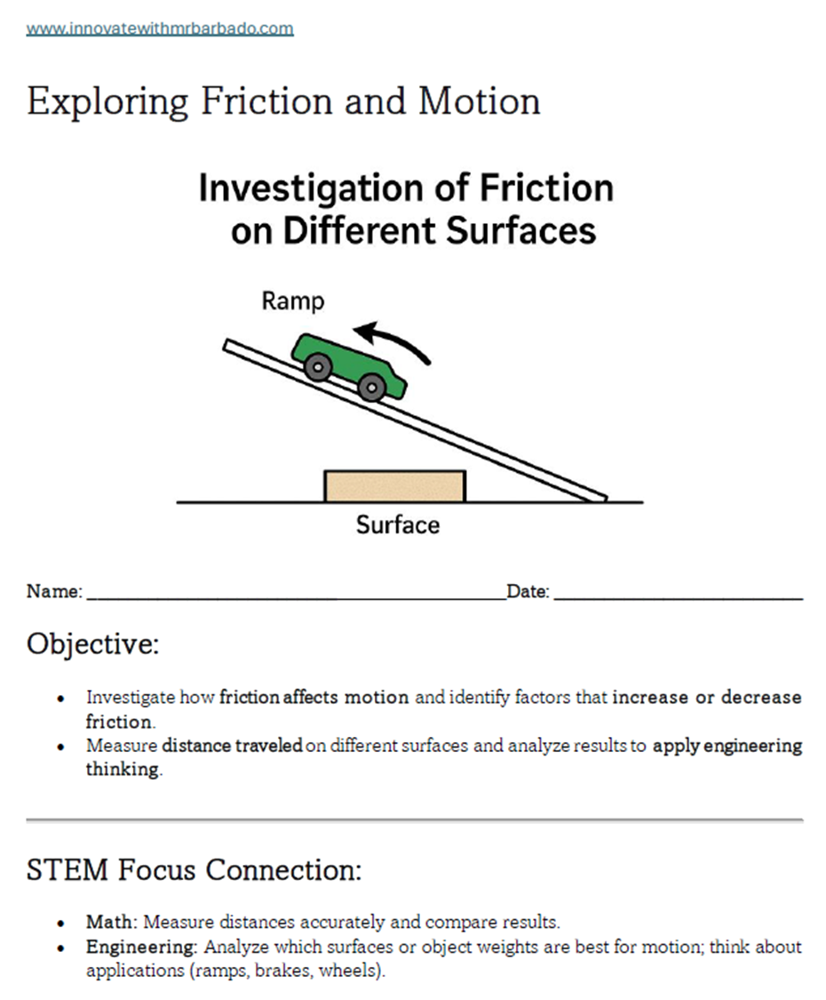 www.innovatewithmrbarbado.com
Exploring Friction and Motion
Investigation of Friction
on Different Surfaces
Ramp
Surface
Name: ______________________________Date: __________________
Objective:
• Investigate how friction affects motion and identify factors that increase or decrease
friction.
• Measure distance traveled on different surfaces and analyze results to apply engineering
thinking.
STEM Focus Connection:
• Math: Measure distances accurately and compare results.
• Engineering: Analyze which surfaces or object weights are best for motion; think about
applications (ramps, brakes, wheels).